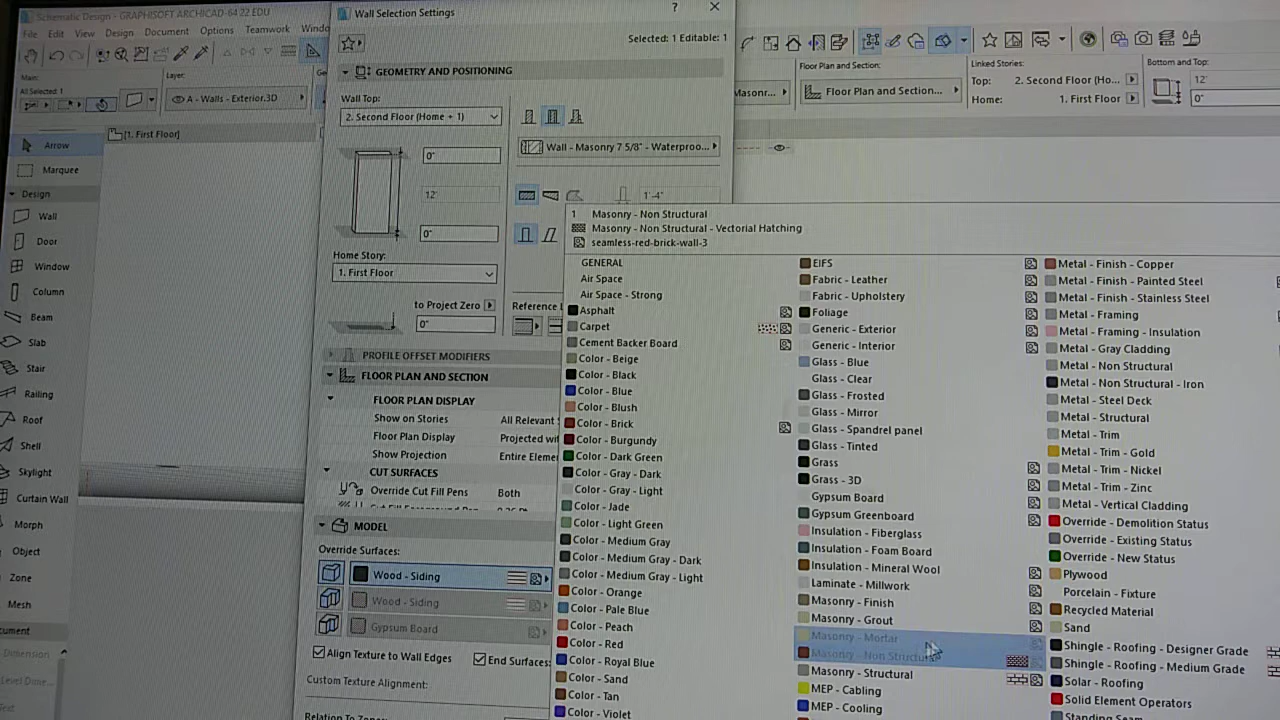 Schematic Design - GRAPHISOFT ARCHICAD-64 22 EDU
File Edit View Design Document Options Teamwork Windo
Main:
All Selected: 1
Layer:
A - Walls - Exterior.3D
[1. First Floor]
Arrow
Marquee
Design
Wall
Door
Window
Column
Beam
Slab
Stair
Railing
Roof
Shell
Skylight
Curtain Wall
Morph
Object
Zone
Mesh
cument
Dimension
Level Dime...
Wall Selection Settings
?
Selected: 1 Editable: 1
GEOMETRY AND POSITIONING
Wall Top:
2. Second Floor (Home + 1)
0"
12'
0"
Home Story:
1. First Floor
to Project Zero
0"
Wall - Masonry 7 5/8" - Waterproo...
1'-4"
Reference L
PROFILE OFFSET MODIFIERS
FLOOR PLAN AND SECTION
FLOOR PLAN DISPLAY
Show on Stories All Relevant
Floor Plan Display Projected wit
Show Projection Entire Eleme
CUT SURFACES
Override Cut Fill Pens Both
MODEL
Override Surfaces:
Wood - Siding
Wood - Siding
Gypsum Board
Align Texture to Wall Edges
End Surfaces:
Custom Texture Alignment:
Masonr...
Floor Plan and Section:
Floor Plan and Section...
Linked Stories:
Top: 2. Second Floor (Ho...
Home: 1. First Floor
Bottom and Top:
12'
0"
1 Masonry - Non Structural
Masonry - Non Structural - Vectorial Hatching
seamless-red-brick-wall-3
GENERAL
Air Space
Air Space - Strong
Asphalt
Carpet
Cement Backer Board
Color - Beige
Color - Black
Color - Blue
Color - Blush
Color - Brick
Color - Burgundy
Color - Dark Green
Color - Gray - Dark
Color - Gray - Light
Color - Jade
Color - Light Green
Color - Medium Gray
Color - Medium Gray - Dark
Color - Medium Gray - Light
Color - Orange
Color - Pale Blue
Color - Peach
Color - Red
Color - Royal Blue
Color - Sand
Color - Tan
Color - Violet
EIFS
Fabric - Leather
Fabric - Upholstery
Foliage
Generic - Exterior
Generic - Interior
Glass - Blue
Glass - Clear
Glass - Frosted
Glass - Mirror
Glass - Spandrel panel
Glass - Tinted
Grass
Grass - 3D
Gypsum Board
Gypsum Greenboard
Insulation - Fiberglass
Insulation - Foam Board
Insulation - Mineral Wool
Laminate - Millwork
Masonry - Finish
Masonry - Grout
Masonry - Mortar
Masonry - Non Structural
Masonry - Structural
MEP - Cabling
MEP - Cooling
Metal - Finish - Copper
Metal - Finish - Painted Steel
Metal - Finish - Stainless Steel
Metal - Framing
Metal - Framing - Insulation
Metal - Gray Cladding
Metal - Non Structural
Metal - Non Structural - Iron
Metal - Steel Deck
Metal - Structural
Metal - Trim
Metal - Trim - Gold
Metal - Trim - Nickel
Metal - Trim - Zinc
Metal - Vertical Cladding
Override - Demolition Status
Override - Existing Status
Override - New Status
Plywood
Porcelain - Fixture
Recycled Material
Sand
Shingle - Roofing - Designer Grade
Shingle - Roofing - Medium Grade
Solar - Roofing
Solid Element Operators
Standing Seam